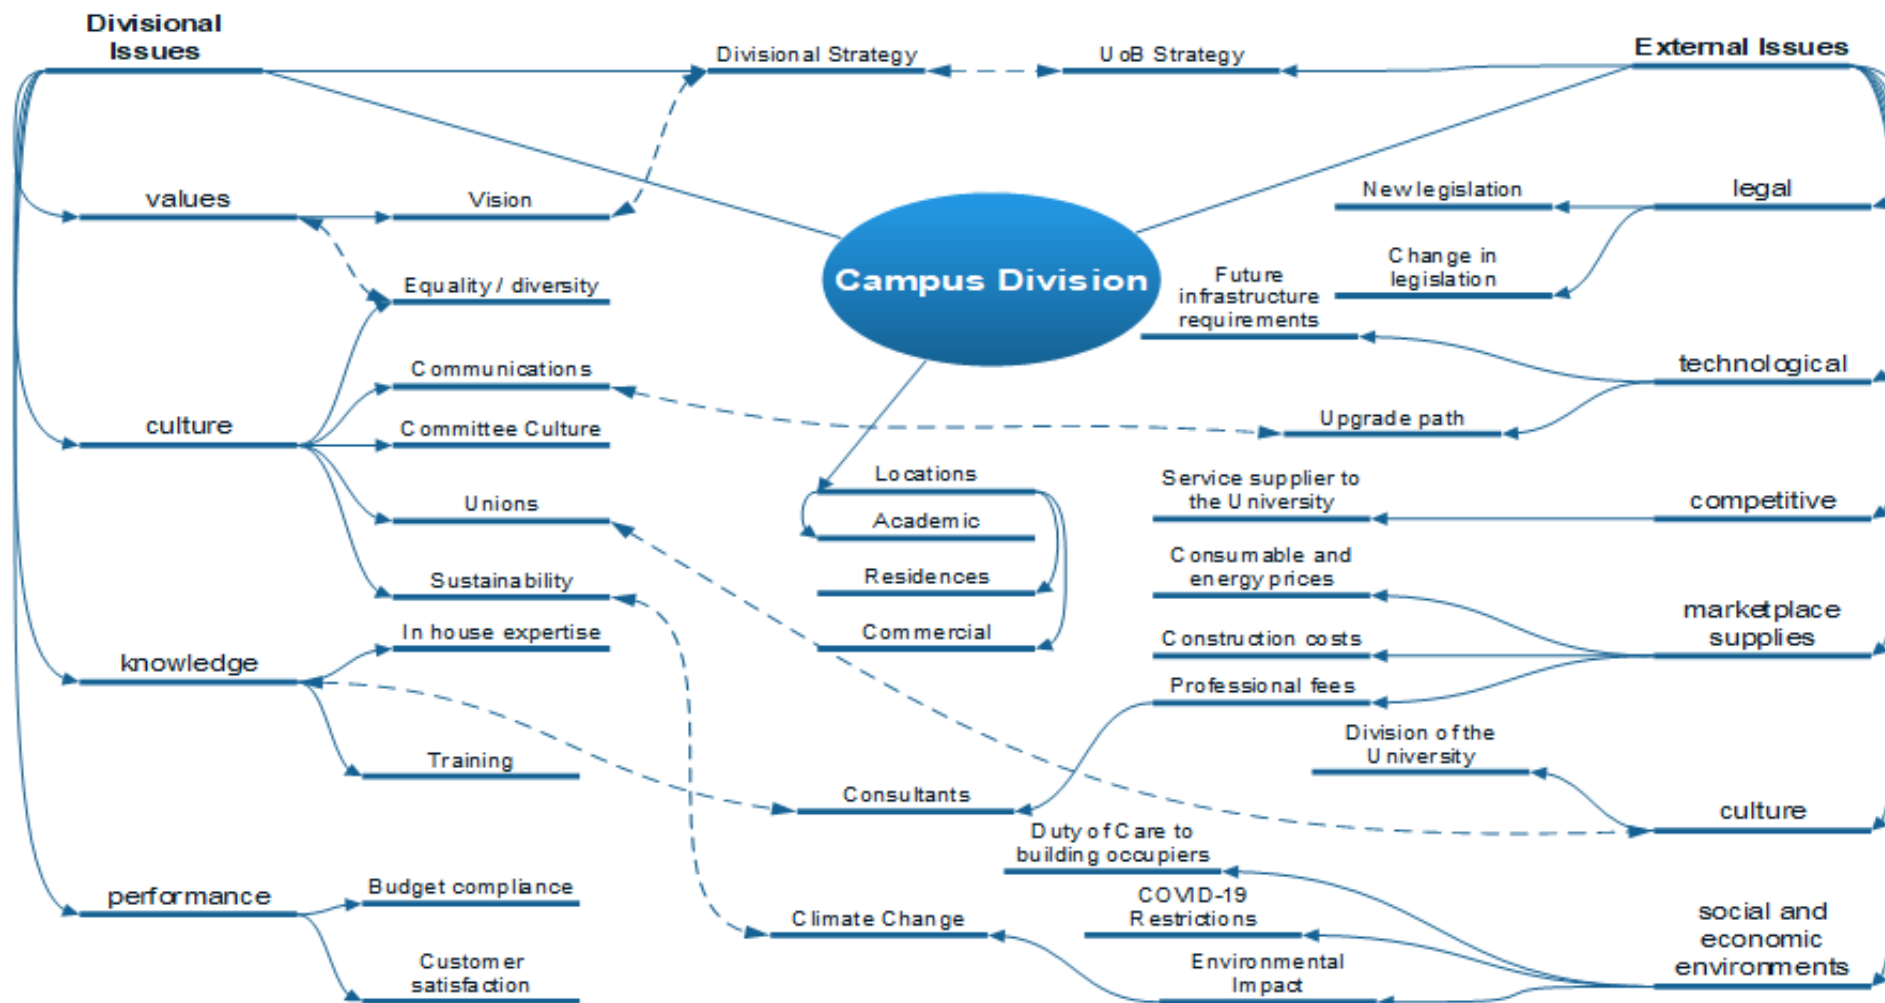 Divisional
Issues
Divisional Strategy
UoB Strategy
External Issues
values
Vision
New legislation
legal
Equality / diversity
Campus Division
Future
infrastructure
requirements
Change in
legislation
Communications
technological
culture
Committee Culture
Upgrade path
Locations
Service supplier to
the University
competitive
Unions
Academic
Consumable and
energy prices
Sustainability
Residences
marketplace
supplies
In house expertise
Commercial
Construction costs
knowledge
Professional fees
Training
Division of the
University
Consultants
culture
Duty of Care to
building occupiers
performance
Budget compliance
Climate Change
COVID-19
Restrictions
social and
economic
environments
Customer
satisfaction
Environmental
Impact